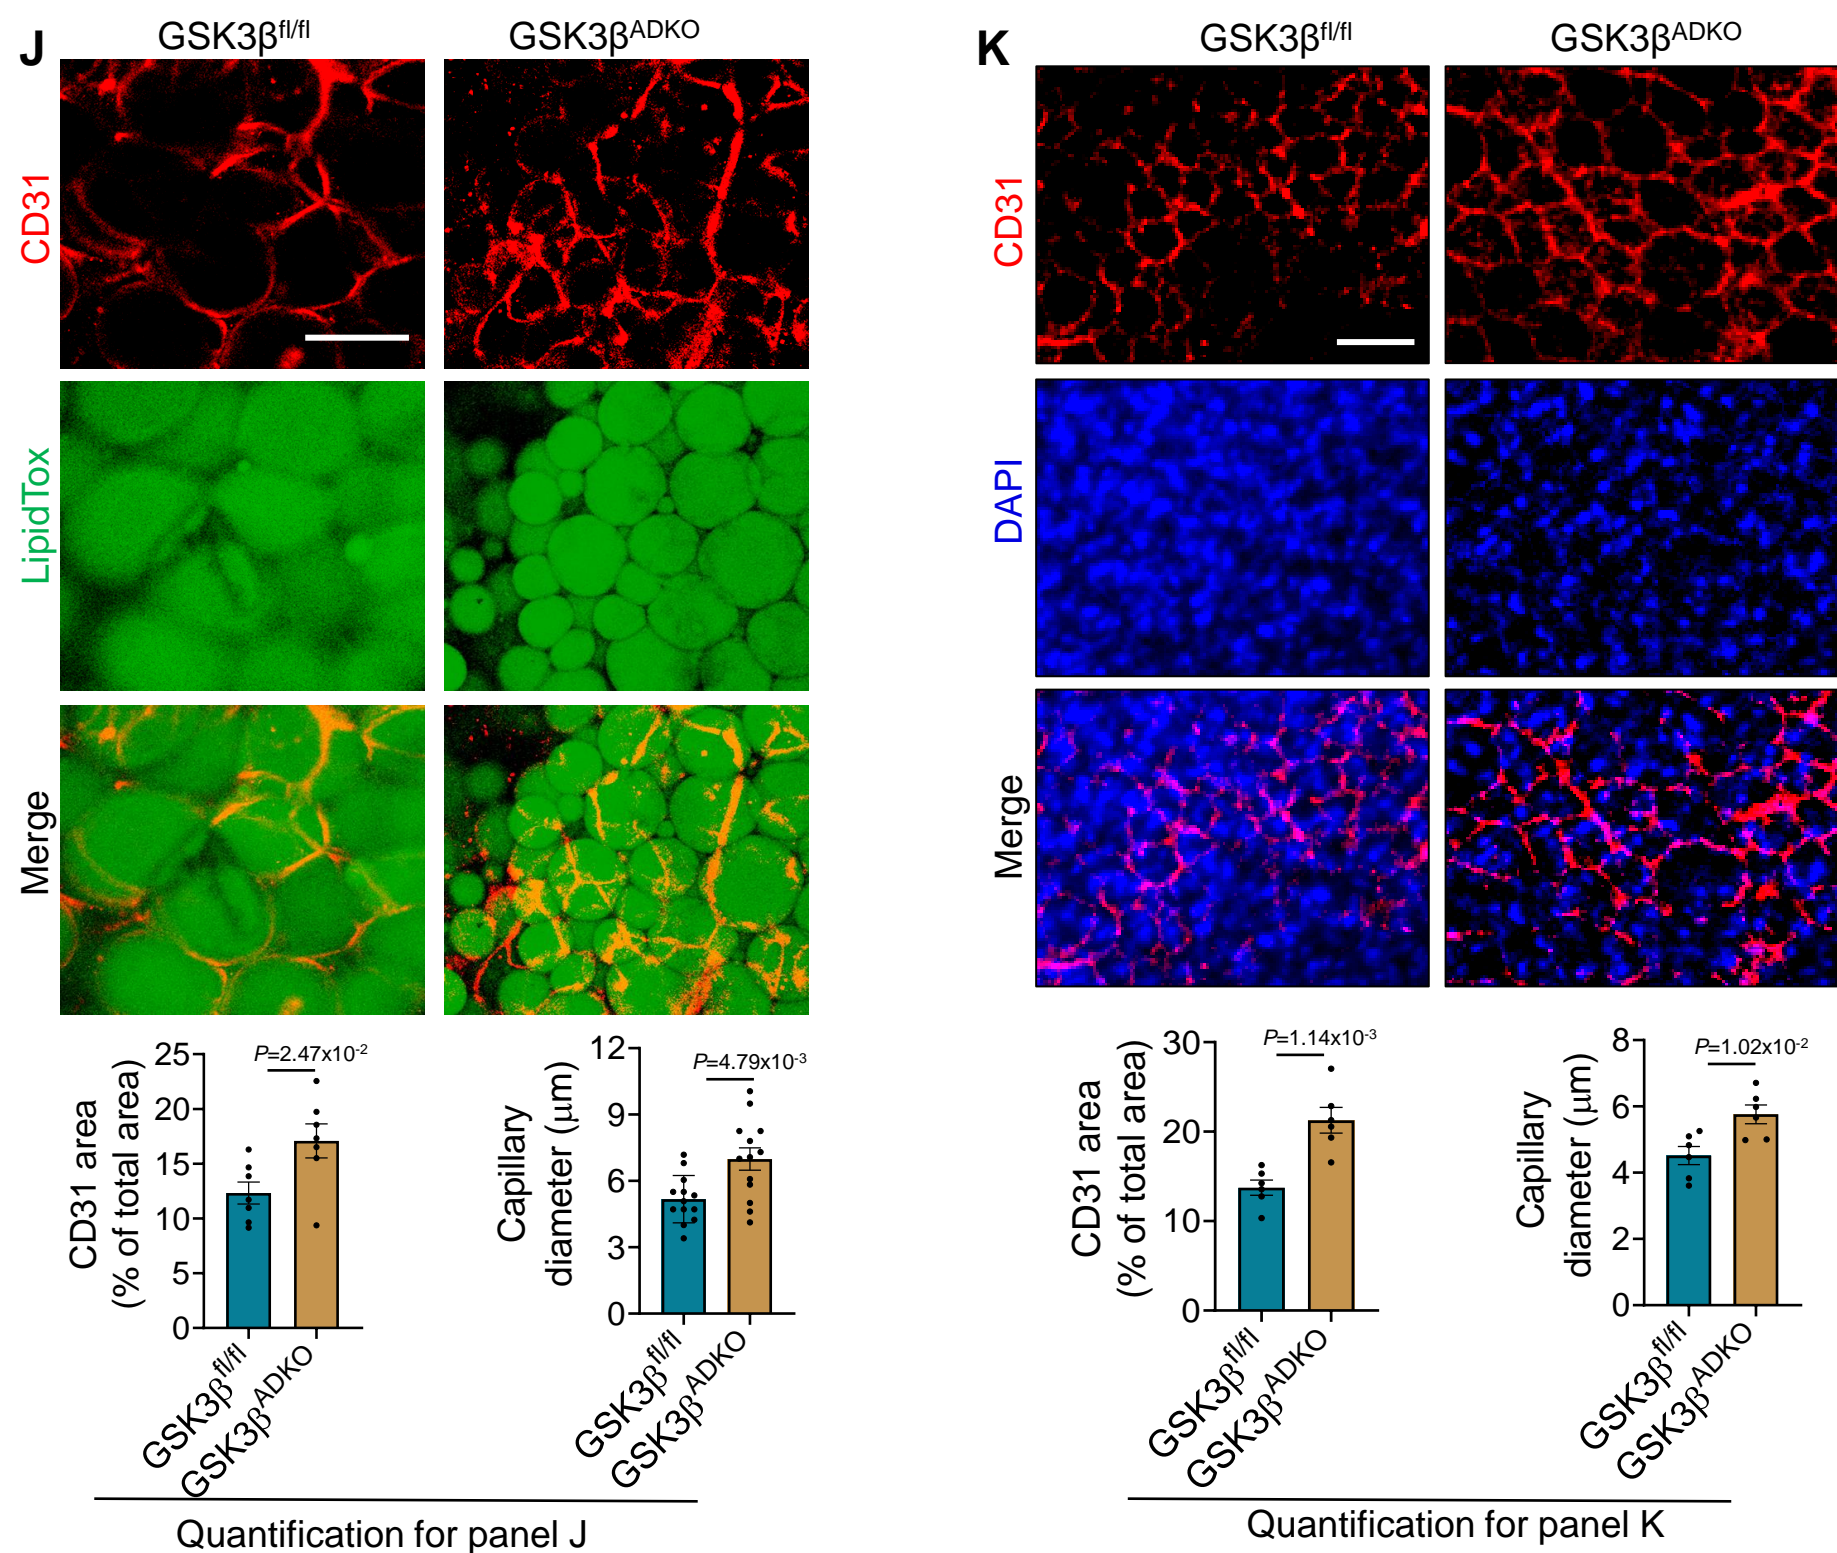 J
GSK3βfl/fl
GSK3βADKO
CD31
LipidTox
Merge
25
20
15
10
5
0
CD31 area
(% of total area)
P=2.47x10-2
GSK3βfl/fl
GSK3βADKO
12
9
6
3
0
Capillary
diameter (μm)
P=4.79x10-3
GSK3βfl/fl
GSK3βADKO
Quantification for panel J
K
GSK3βfl/fl
GSK3βADKO
CD31
DAPI
Merge
30
20
10
0
CD31 area
(% of total area)
P=1.14x10-3
GSK3βfl/fl
GSK3βADKO
8
6
4
2
0
Capillary
diameter (μm)
P=1.02x10-2
GSK3βfl/fl
GSK3βADKO
Quantification for panel K